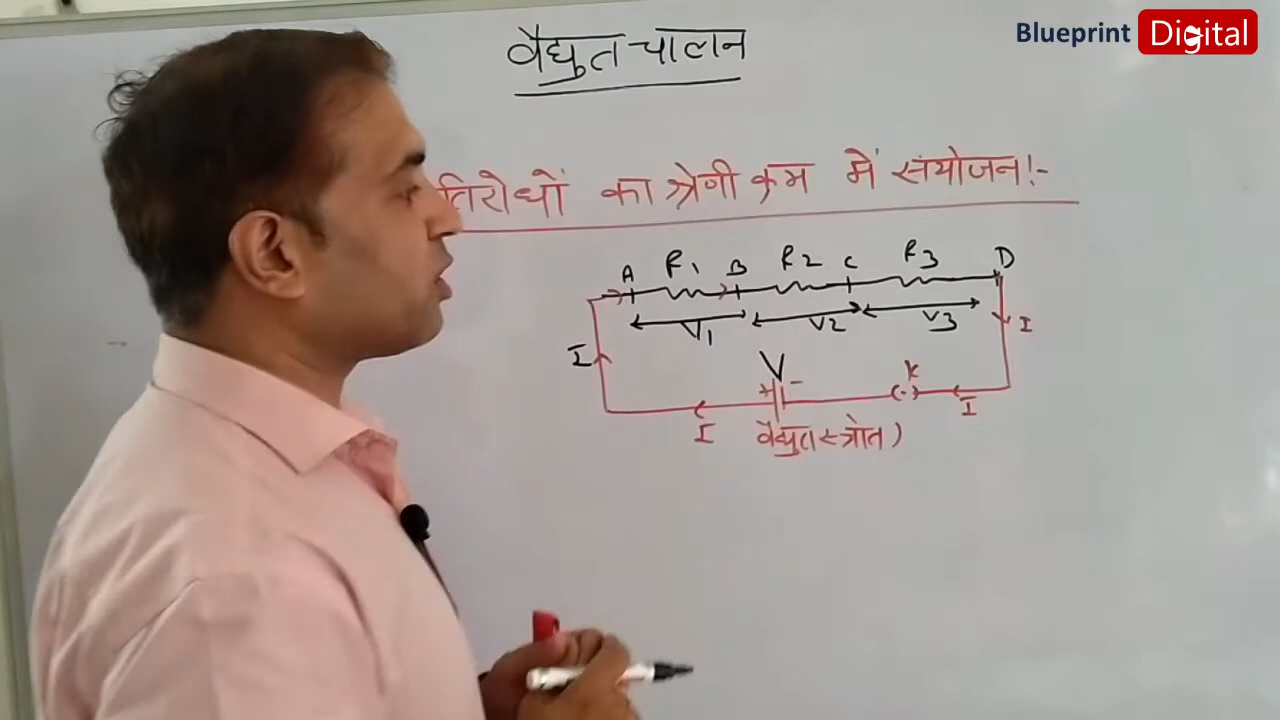 Blueprint Digital
वैद्युत चालन
तिरोधों का श्रेणी क्रम में संयोजन!-
A R1 B R2 C R3 D
V1 V2 V3
I I
V K
+ -
I I
वैद्युत स्त्रोत)